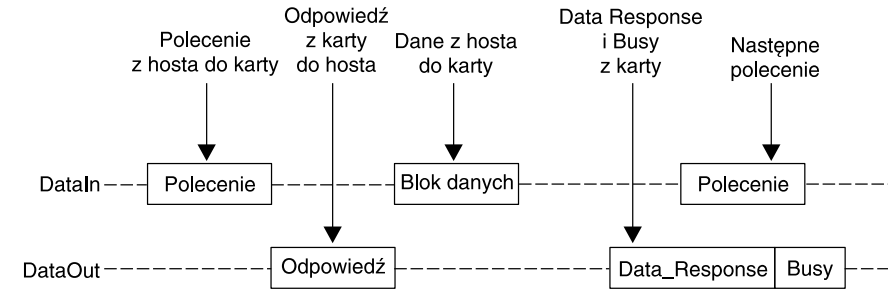 Polecenie
z hosta do karty
Odpowiedź
z karty
do hosta
Dane z hosta
do karty
Data Response
i Busy
z karty
Następne
polecenie
DataIn
Polecenie
Blok danych
Polecenie
DataOut
Odpowiedź
Data_Response
Busy